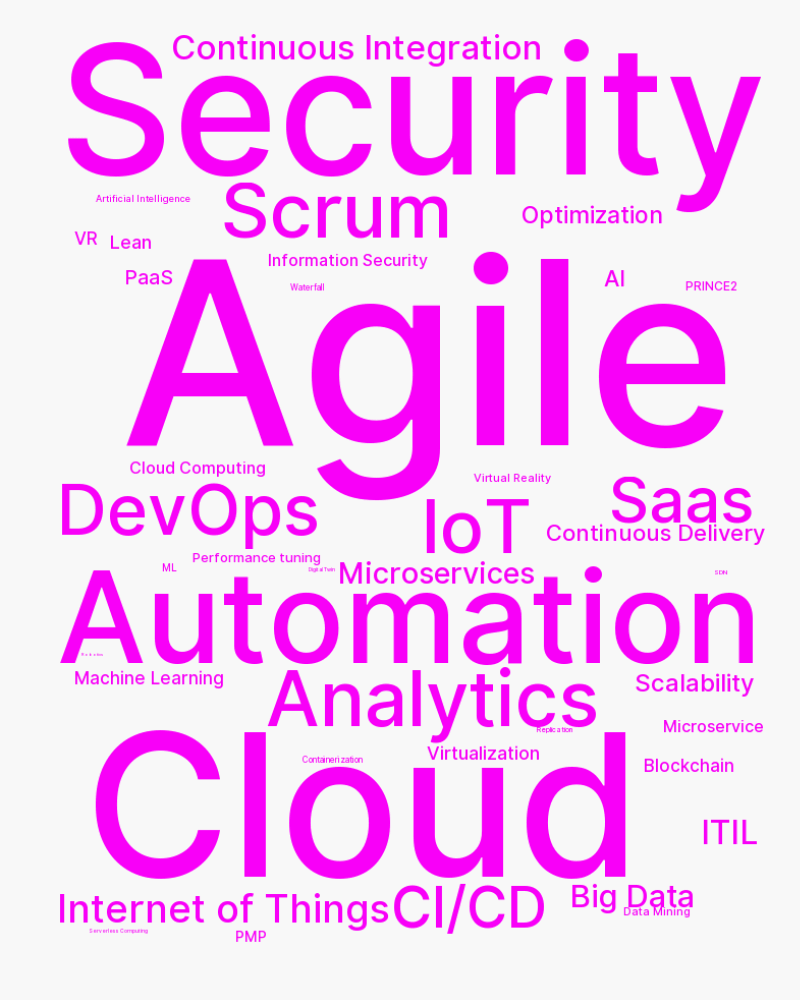 Continuous Integration
Security
Artificial Intelligence
Scrum
Optimization
VR
Lean
Information Security
PaaS
AI
PRINCE2
Waterfall
Agile
Cloud Computing
Virtual Reality
DevOps
IoT
Saas
Continuous Delivery
Performance tuning
ML
Digital Twin
Microservices
SDN
Automation
Machine Learning
Analytics
Scalability
Replication
Microservice
Cloud
Containerization
Virtualization
Blockchain
ITIL
Internet of Things
CI/CD
Big Data
Data Mining
Serverless Computing
PMP